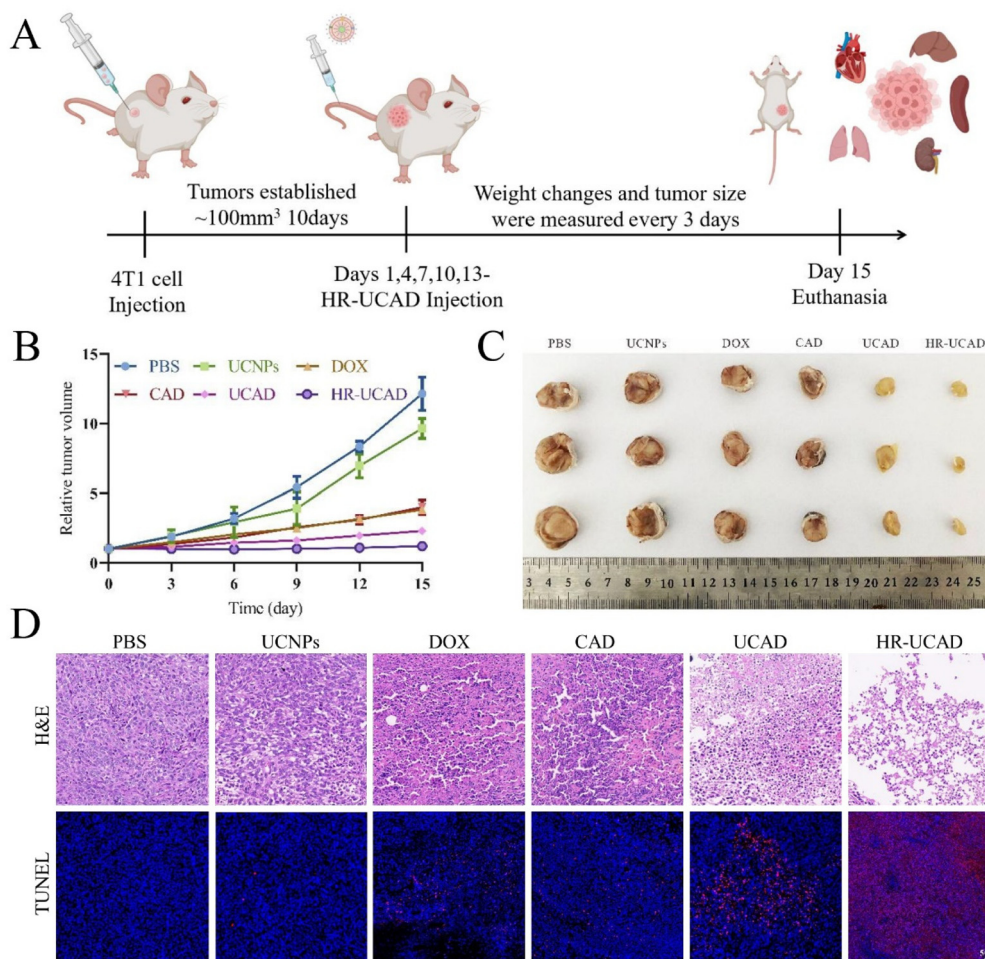 A
Tumors established
~100mm³ 10days
Weight changes and tumor size
were measured every 3 days
4T1 cell
Injection
Days 1,4,7,10,13-
HR-UCAD Injection
Day 15
Euthanasia
B
15
10
5
0
Relative tumor volume
PBS UCNPs DOX
CAD UCAD HR-UCAD
0 3 6 9 12 15
Time (day)
C
PBS UCNPs DOX CAD UCAD HR-UCAD
3 4 5 6 7 8 9 10 11 12 13 14 15 16 17 18 19 20 21 22 23 24 25
D
PBS UCNPs DOX CAD UCAD HR-UCAD
H&E
TUNEL